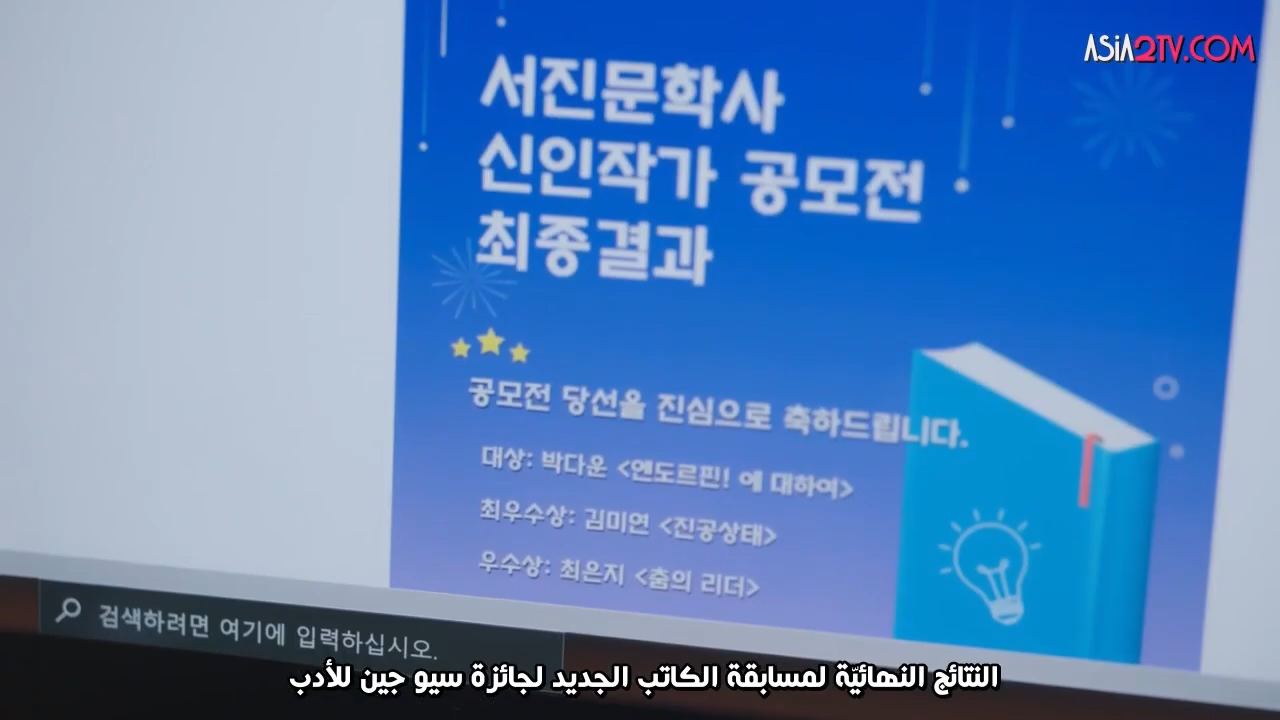 ASIA2TV.COM
서진문학사
신인작가 공모전
최종결과
공모전 당선을 진심으로 축하드립니다.
대상: 박다운 <앤도르핀! 에 대하여>
최우수상: 김미연 <진공상태>
우수상: 최은지 <춤의 리더>
검색하려면 여기에 입력하십시오.
النتائج النهائيّة لمسابقة الكاتب الجديد لجائزة سيو جين للأدب